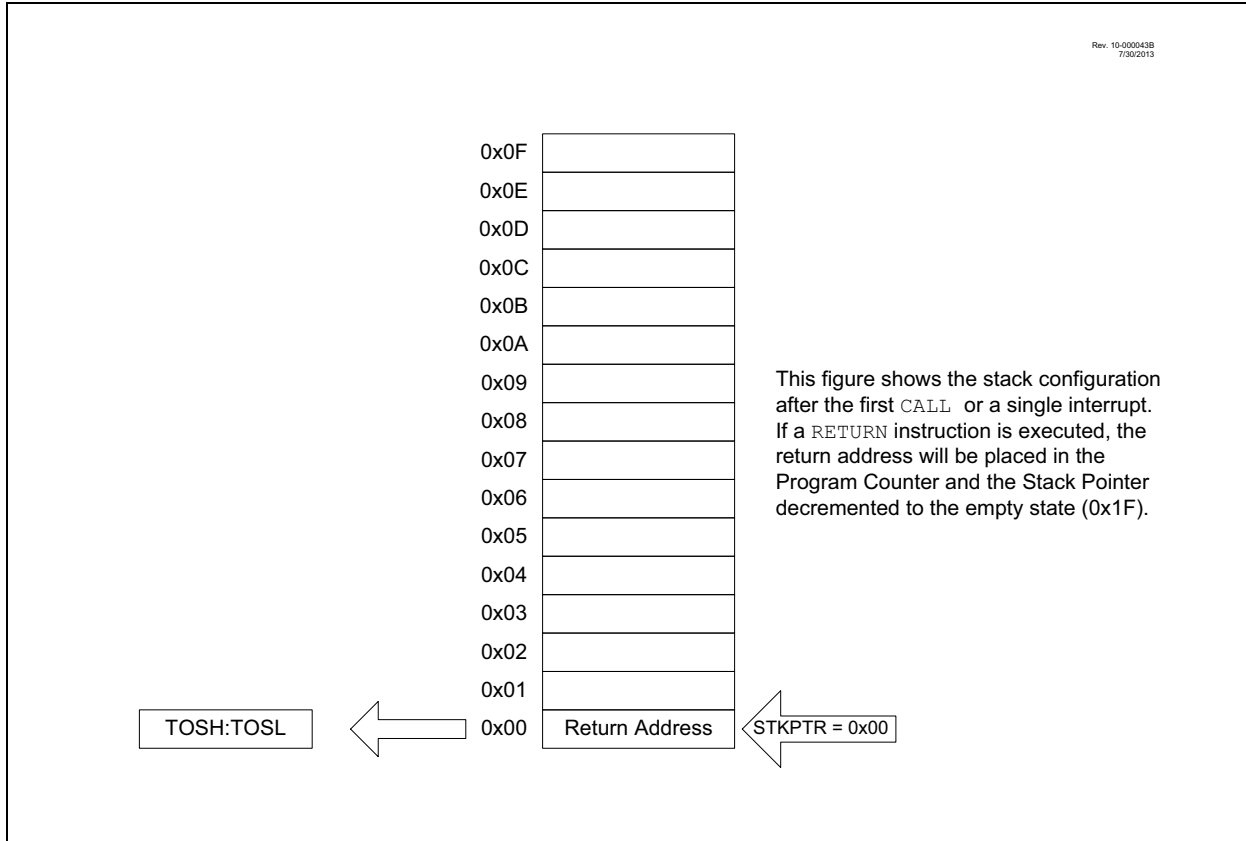 Rev. 10-000043B
7/30/2013
0x0F
0x0E
0x0D
0x0C
0x0B
0x0A
0x09
0x08
0x07
0x06
0x05
0x04
0x03
0x02
0x01
This figure shows the stack configuration
after the first CALL or a single interrupt.
If a RETURN instruction is executed, the
return address will be placed in the
Program Counter and the Stack Pointer
decremented to the empty state (0x1F).
TOSH:TOSL
0x00
Return Address
STKPTR = 0x00